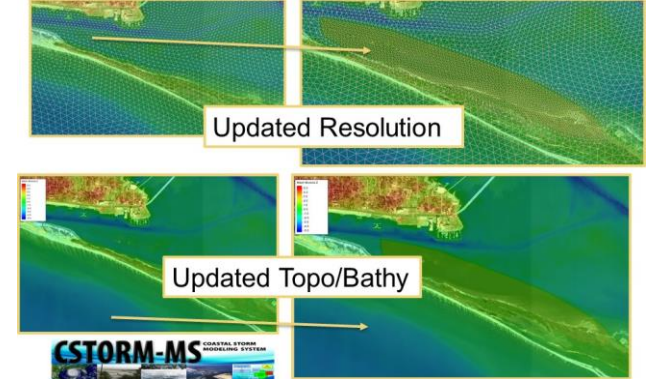 Updated Resolution
Updated Topo/Bathy
CSTORM-MS COASTAL STORM
MODELING SYSTEM